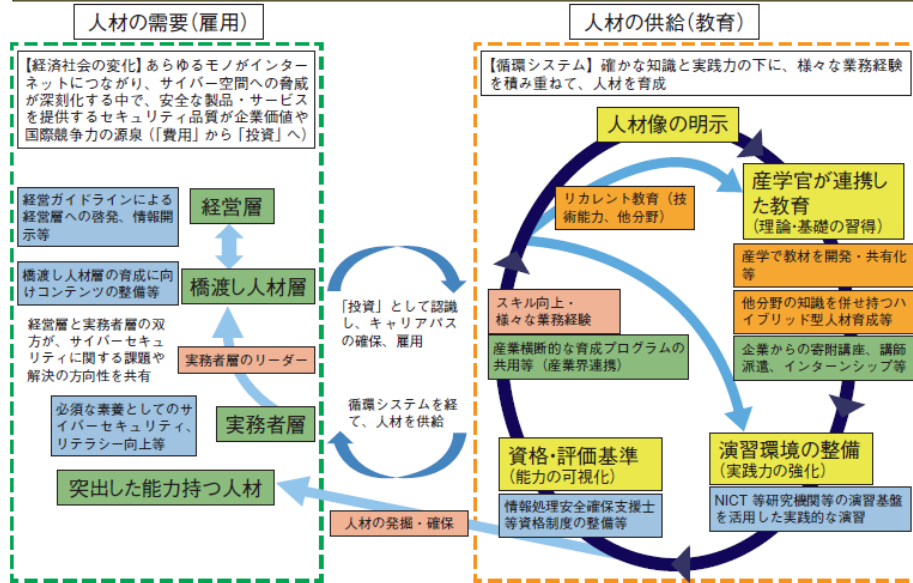 人材の需要(雇用)
【経済社会の変化】あらゆるモノがインター
ネットにつながり、サイバー空間への脅威
が深刻化する中で、安全な製品・サービス
を提供するセキュリティ品質が企業価値や
国際競争力の源泉(「費用」から「投資」へ)
経営ガイドラインによる
経営層への啓発、情報開
示等
経営層
橋渡し人材層の育成に向
けコンテンツの整備等
橋渡し人材層
経営層と実務者層の双
方が、サイバーセキュ
リティに関する課題や
解決の方向性を共有
実務者層のリーダー
必須な素養としてのサ
イバーセキュリティ、
リテラシー向上等
実務者層
突出した能力持つ人材
「投資」として認識
し、キャリアパス
の確保、雇用
循環システムを経
て、人材を供給
人材の発掘・確保
人材の供給(教育)
【循環システム】確かな知識と実践力の下に、様々な業務経験
を積み重ねて、人材を育成
人材像の明示
リカレント教育(技
術能力、他分野)
産学官が連携し
た教育
(理論・基礎の習得)
産学で教材を開発・共有化
等
他分野の知識を併せ持つハ
イブリッド型人材育成等
企業からの寄附講座、講師
派遣、インターンシップ等
スキル向上・
様々な業務経験
産業横断的な育成プログラムの
共用等(産業界連携)
資格・評価基準
(能力の可視化)
情報処理安全確保支援士
等資格制度の整備等
演習環境の整備
(実践力の強化)
NICT 等研究機関等の演習基盤
を活用した実践的な演習